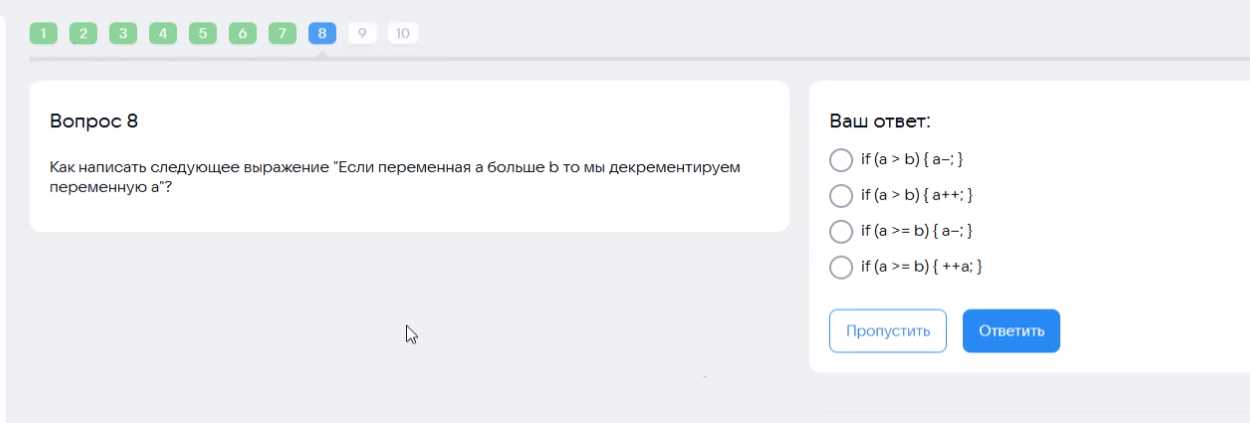 1 2 3 4 5 6 7 8 9 10
Вопрос 8
Как написать следующее выражение "Если переменная a больше b то мы декрементируем
переменную a"?
Ваш ответ:
if (a > b) { a–; }
if (a > b) { a++; }
if (a >= b) { a–; }
if (a >= b) { ++a; }
Пропустить Ответить